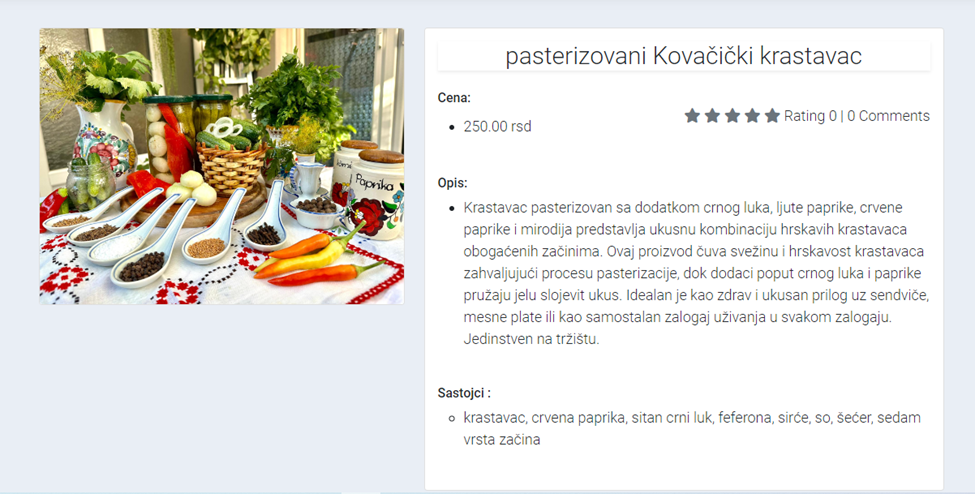 pasterizovani Kovačički krastavac
Cena:
250.00 rsd
Rating 0 | 0 Comments
Opis:
Krastavac pasterizovan sa dodatkom crnog luka, ljute paprike, crvene
paprike i mirodija predstavlja ukusnu kombinaciju hrskavih krastavaca
obogaćenih začinima. Ovaj proizvod čuva svežinu i hrskavost krastavaca
zahvaljujući procesu pasterizacije, dok dodaci poput crnog luka i paprike
pružaju jelu slojevit ukus. Idealan je kao zdrav i ukusan prilog uz sendviče,
mesne plate ili kao samostalan zalogaj uživanja u svakom zalogaju.
Jedinstven na tržištu.
Sastojci :
krastavac, crvena paprika, sitan crni luk, feferona, sirće, so, šećer, sedam
vrsta začina
Paprika